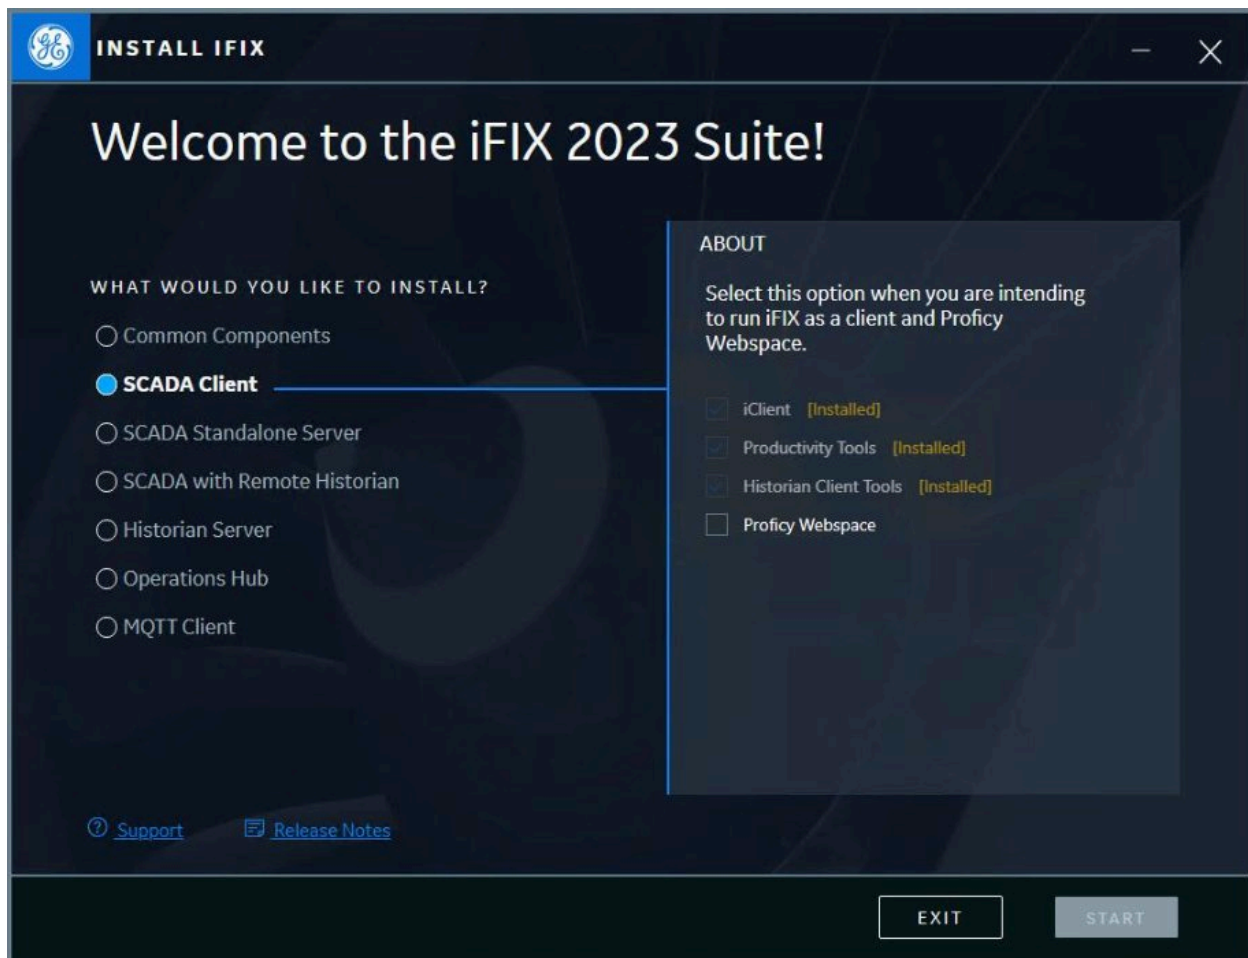 GE
INSTALL IFIX
Welcome to the iFIX 2023 Suite!
WHAT WOULD YOU LIKE TO INSTALL?
Common Components
SCADA Client
SCADA Standalone Server
SCADA with Remote Historian
Historian Server
Operations Hub
MQTT Client
ABOUT
Select this option when you are intending
to run iFIX as a client and Proficy
Webspace.
iClient [Installed]
Productivity Tools [Installed]
Historian Client Tools [Installed]
Proficy Webspace
Support Release Notes
EXIT START